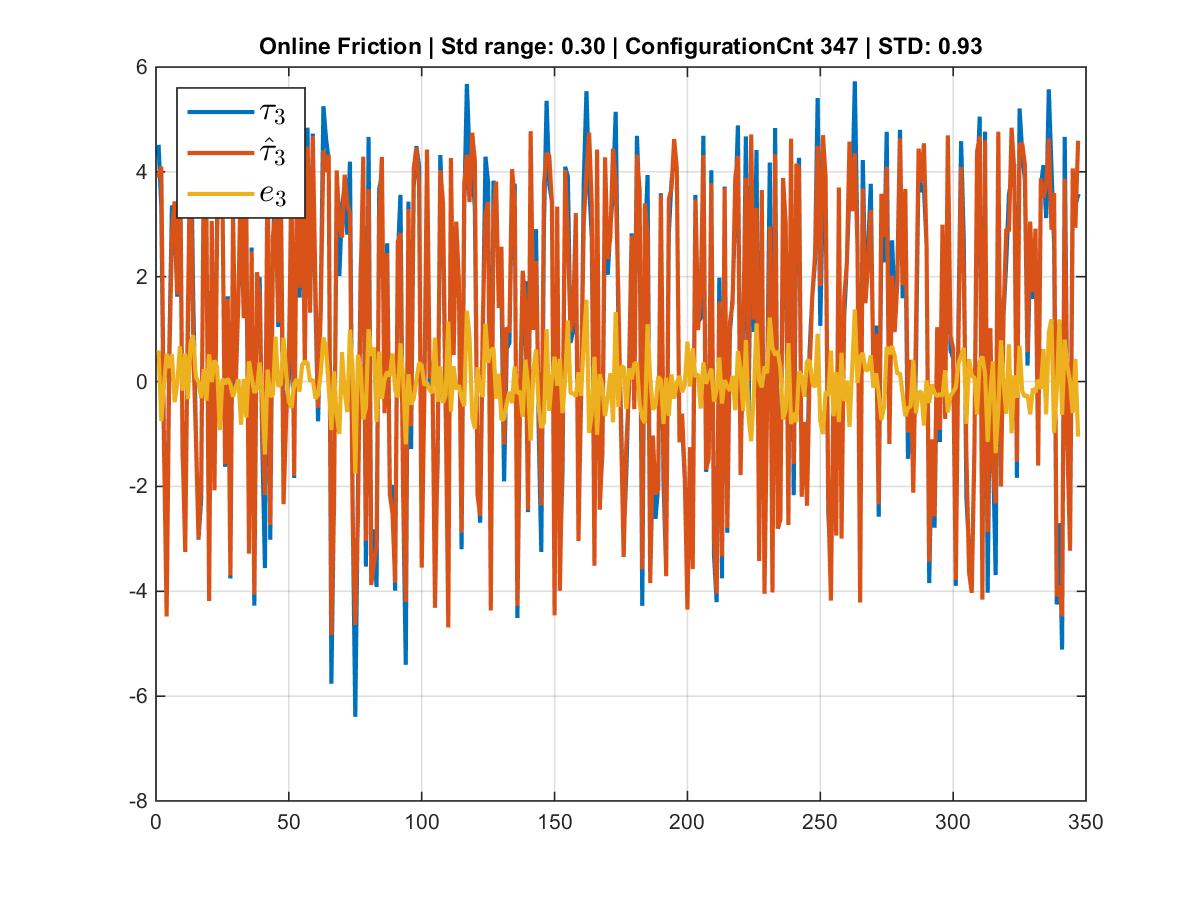 Online Friction | Std range: 0.30 | ConfigurationCnt 347 | STD: 0.93
6
4
2
0
-2
-4
-6
-8
τ₃
τ̂₃
e₃
0 50 100 150 200 250 300 350